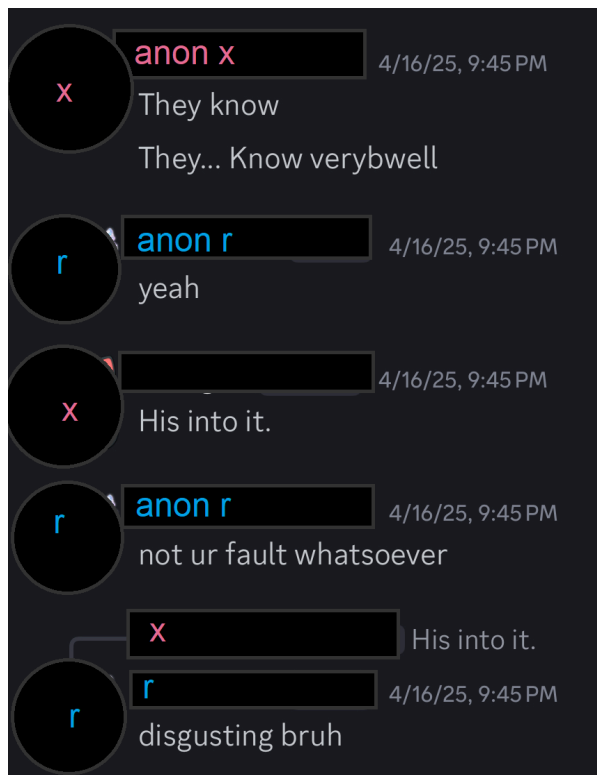 anon x 4/16/25, 9:45 PM
x
They know
They... Know verybwell
anon r 4/16/25, 9:45 PM
r
yeah
4/16/25, 9:45 PM
x
His into it.
anon r 4/16/25, 9:45 PM
r
not ur fault whatsoever
x His into it.
r 4/16/25, 9:45 PM
r
disgusting bruh